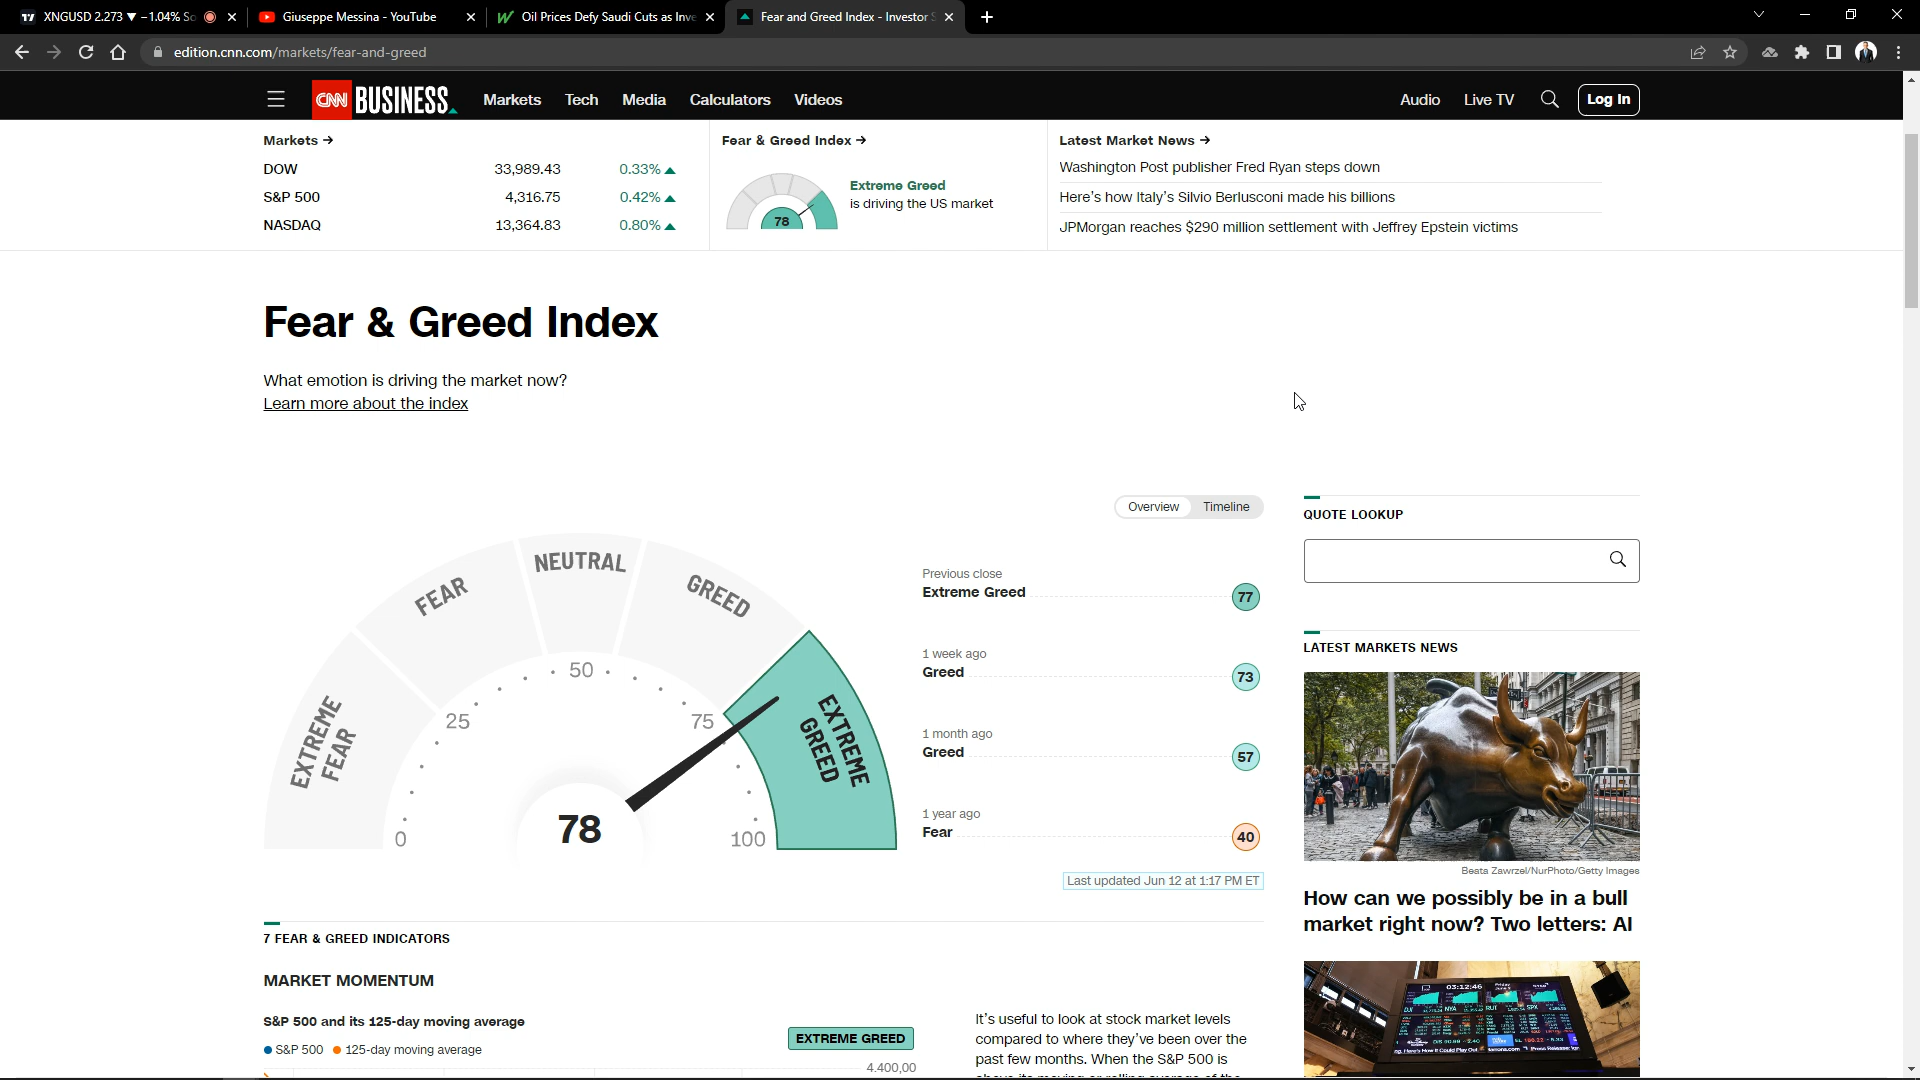 XNGUSD 2.273 ▼ −1.04% Sc
Giuseppe Messina - YouTube
Oil Prices Defy Saudi Cuts as Inve
Fear and Greed Index - Investor S
edition.cnn.com/markets/fear-and-greed
CNN BUSINESS
Markets
Tech
Media
Calculators
Videos
Audio
Live TV
Log In
Markets →
DOW 33,989.43 0.33% ▲
S&P 500 4,316.75 0.42% ▲
NASDAQ 13,364.83 0.80% ▲
Fear & Greed Index →
78
Extreme Greed
is driving the US market
Latest Market News →
Washington Post publisher Fred Ryan steps down
Here's how Italy's Silvio Berlusconi made his billions
JPMorgan reaches $290 million settlement with Jeffrey Epstein victims
Fear & Greed Index
What emotion is driving the market now?
Learn more about the index
Overview
Timeline
EXTREME
FEAR
FEAR
NEUTRAL
GREED
EXTREME
GREED
0
25
50
75
100
78
Previous close
Extreme Greed 77
1 week ago
Greed 73
1 month ago
Greed 57
1 year ago
Fear 40
Last updated Jun 12 at 1:17 PM ET
7 FEAR & GREED INDICATORS
MARKET MOMENTUM
S&P 500 and its 125-day moving average
S&P 500
125-day moving average
EXTREME GREED
4.400,00
It's useful to look at stock market levels
compared to where they've been over the
past few months. When the S&P 500 is
QUOTE LOOKUP
LATEST MARKETS NEWS
Beata Zawrzel/NurPhoto/Getty Images
How can we possibly be in a bull
market right now? Two letters: AI
03:12:46